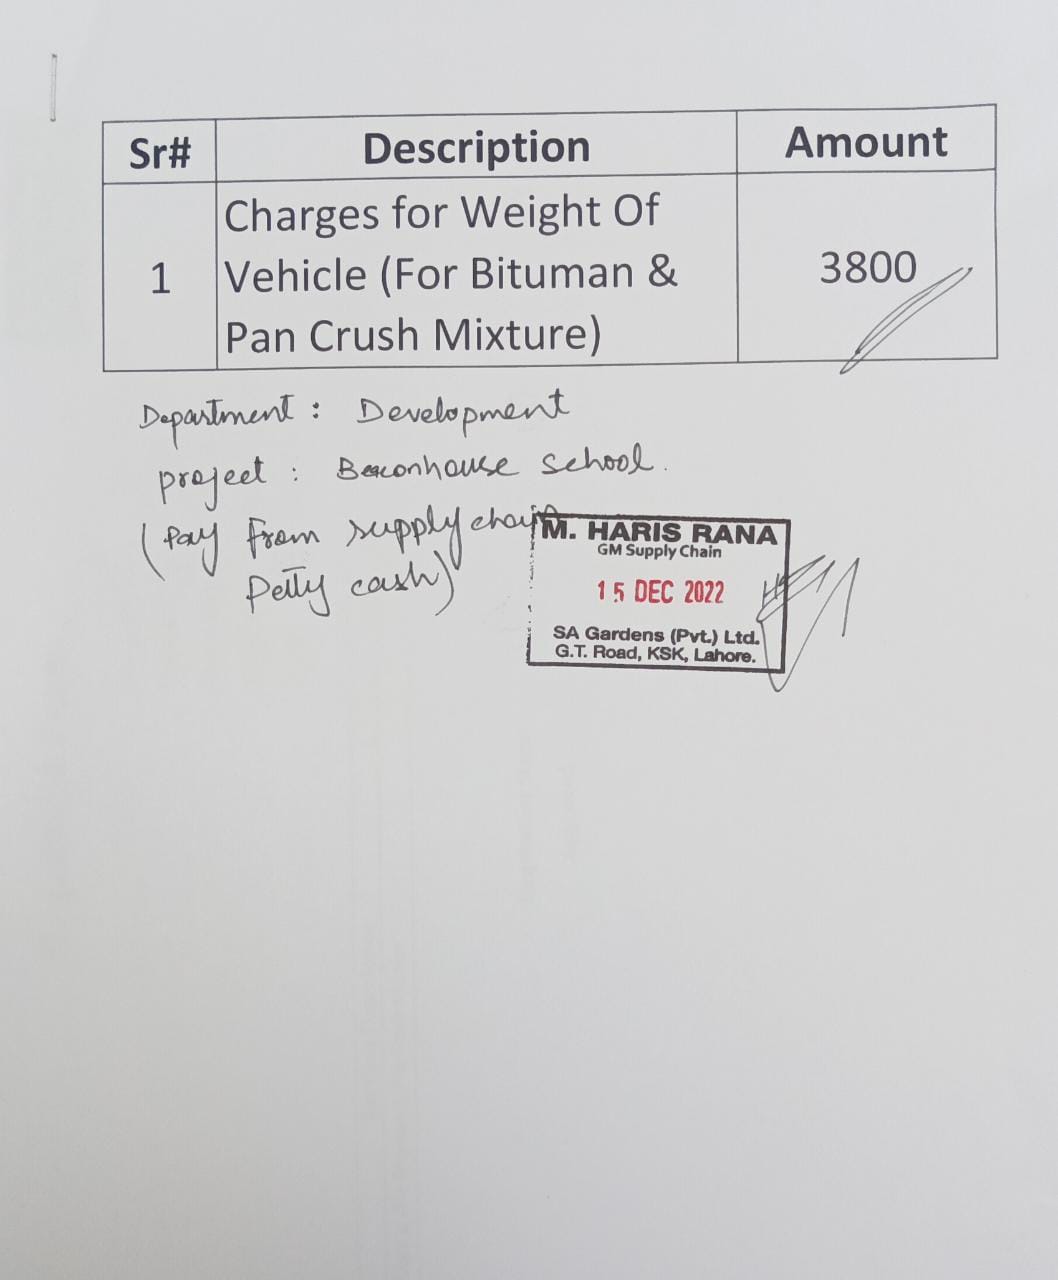 Sr# Description Amount
1 Charges for Weight Of Vehicle (For Bituman & Pan Crush Mixture) 3800
Department : Development
project : Beaconhouse school.
(Pay from supply chain
Petty cash)
M. HARIS RANA
GM Supply Chain
15 DEC 2022
SA Gardens (Pvt.) Ltd.
G.T. Road, KSK, Lahore.